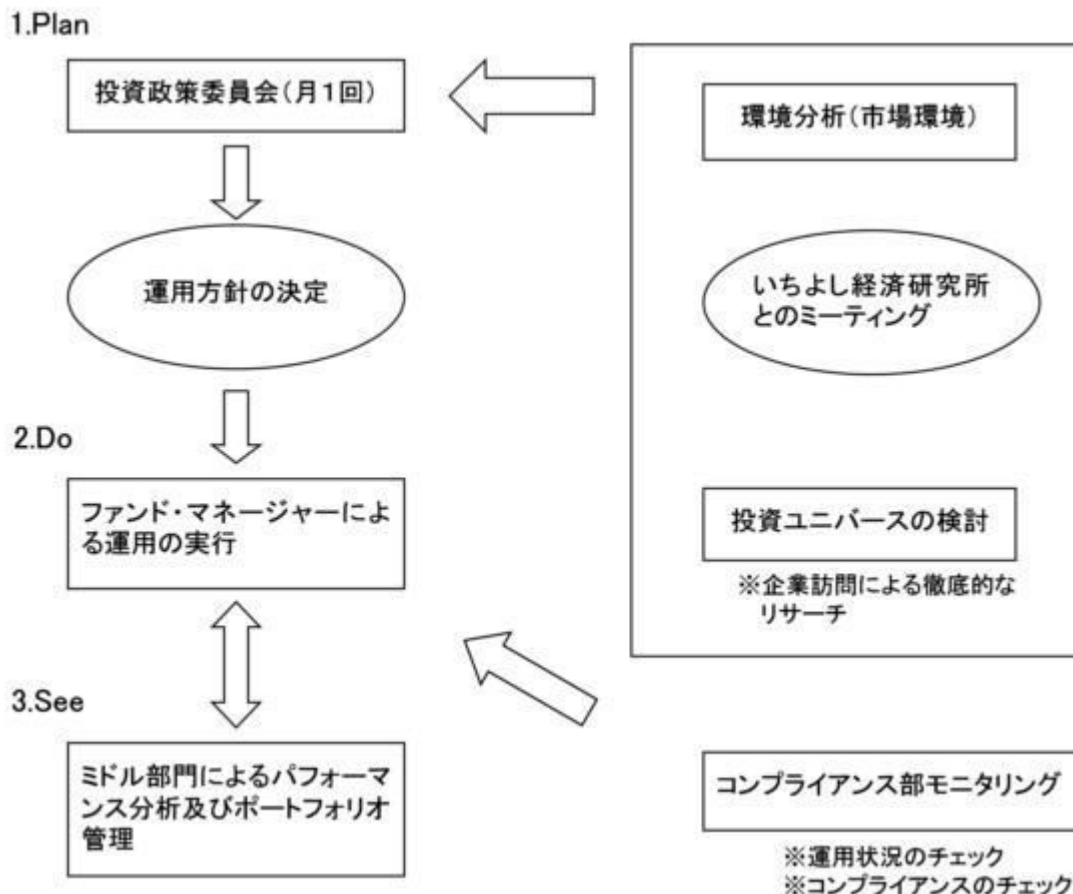 1.Plan
投資政策委員会(月1回)
運用方針の決定
2.Do
ファンド・マネージャーによ
る運用の実行
3.See
ミドル部門によるパフォーマ
ンス分析及びポートフォリオ
管理
環境分析(市場環境)
いちよし経済研究所
とのミーティング
投資ユニバースの検討
※企業訪問による徹底的な
リサーチ
コンプライアンス部モニタリング
※運用状況のチェック
※コンプライアンスのチェック